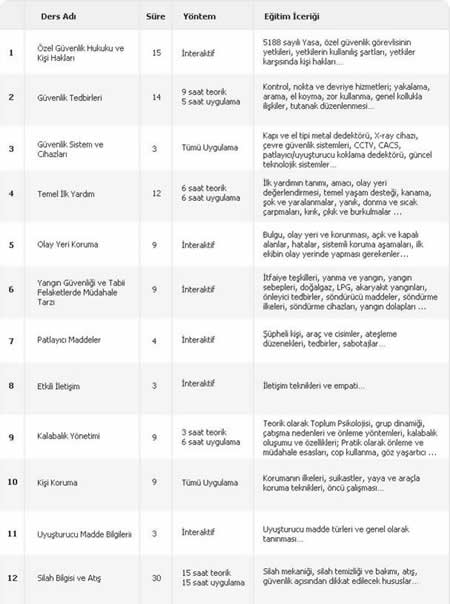 Ders Adı Süre Yöntem Eğitim İçeriği
1 Özel Güvenlik Hukuku ve Kişi Hakları 15 İnteraktif 5188 sayılı Yasa, özel güvenlik görevlisinin
yetkileri, yetkilerin kullanılış şartları, yetkiler
karşısında kişi hakları...
2 Güvenlik Tedbirleri 14 9 saat teorik
5 saat uygulama
Kontrol, nokta ve devriye hizmetleri; yakalama,
arama, el koyma, zor kullanma, genel kollukla
ilişkiler, tutanak düzenlenmesi...
3 Güvenlik Sistem ve
Cihazları
3 Tümü Uygulama
Kapı ve el tipi metal dedektörü, X-ray cihazı,
çevre güvenlik sistemleri, CCTV, CACS,
patlayıcı/uyuşturucu koklama dedektörü, güncel
teknolojik sistemler...
4 Temel İlk Yardım 12 6 saat teorik
6 saat uygulama
İlk yardımın tanımı, amacı, olay yeri
değerlendirmesi, temel yaşam desteği, kanama,
şok ve yaralanmalar, yanık, donma ve sıcak
çarpmaları, kırık, çıkık ve burkulmalar ...
5 Olay Yeri Koruma 9 İnteraktif
Bulgu, olay yeri ve korunması, açık ve kapalı
alanlar, hatalar, sistemli koruma aşamaları, ilk
ekibin olay yerinde yapması gerekenler...
6 Yangın Güvenliği ve Tabii
Felaketlerde Müdahale
Tarzı
9 İnteraktif
İtfaiye teşkilleri, yanma ve yangın, yangın
sebepleri, doğalgaz, LPG, akaryakıt yangınları,
önleyici tedbirler, söndürücü maddeler, söndürme
ilkeleri, söndürme cihazları, yangın dolapları ...
7 Patlayıcı Maddeler 4 İnteraktif
Şüpheli kişi, araç ve cisimler, ateşleme
düzenekleri, tedbirler, sabotajlar...
8 Etkili İletişim 3 İnteraktif İletişim teknikleri ve empati...
9 Kalabalık Yönetimi 9 3 saat teorik
6 saat uygulama
Teorik olarak Toplum Psikolojisi, grup dinamiği,
çatışma nedenleri ve önleme yöntemleri, kalabalık
oluşumu ve özellikleri; Pratik olarak önleme ve
müdahale esasları, cop kullanma, göz yaşartıcı ...
10 Kişi Koruma 9 Tümü Uygulama
Korumanın ilkeleri, suikastler, yaya ve araçla
koruma teknikleri, öncü çalışması...
11 Uyuşturucu Madde Bilgileri 3 İnteraktif
Uyuşturucu madde türleri ve genel olarak
tanınması...
12 Silah Bilgisi ve Atış 30 15 saat teorik
15 saat uygulama
Silah mekaniği, silah temizliği ve bakımı, atış,
güvenlik açısından dikkat edilecek hususlar...